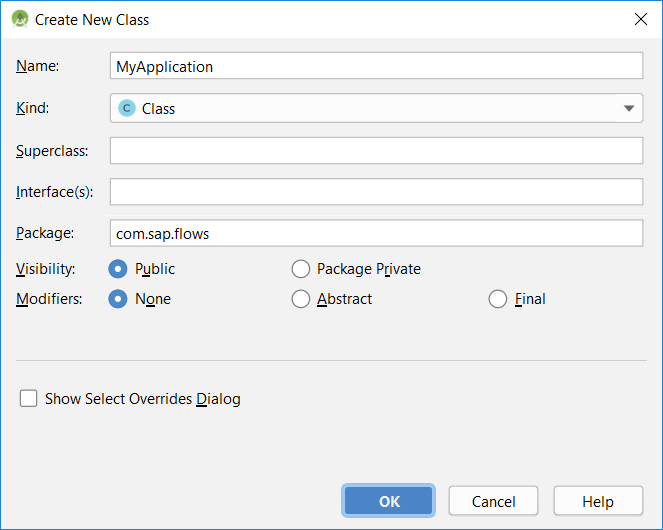 Create New Class
Name: MyApplication
Kind: C Class
Superclass:
Interface(s):
Package: com.sap.flows
Visibility: Public Package Private
Modifiers: None Abstract Final
Show Select Overrides Dialog
OK Cancel Help